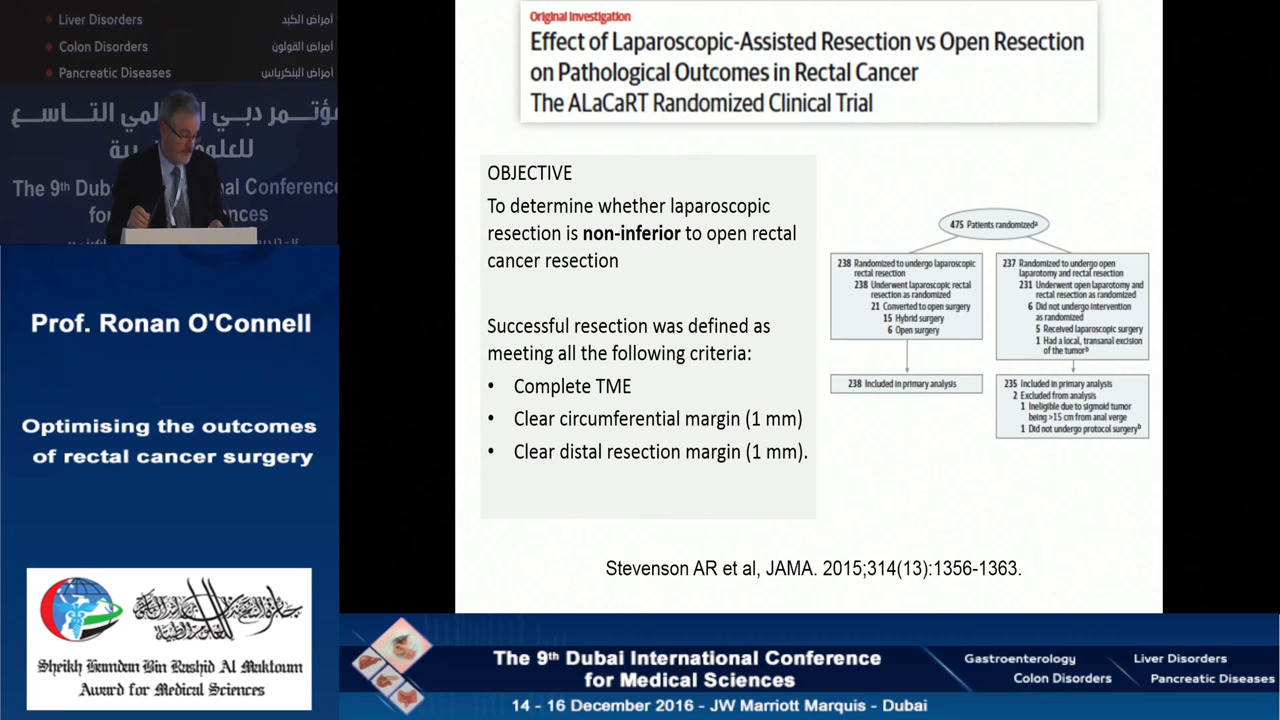 Liver Disorders
أمراض الكبد
Colon Disorders
أمراض القولون
Pancreatic Diseases
أمراض البنكرياس
The 9th Dub
International Conference
for
ences
Prof. Ronan O'Connell
Optimising the outcomes
of rectal cancer surgery
Sheikh Hamdan Bin Rashid Al Maktoum
Award for Medical Sciences
Original Investigation
Effect of Laparoscopic-Assisted Resection vs Open Resection
on Pathological Outcomes in Rectal Cancer
The ALaCaRT Randomized Clinical Trial
OBJECTIVE
To determine whether laparoscopic
resection is non-inferior to open rectal
cancer resection
Successful resection was defined as
meeting all the following criteria:
• Complete TME
• Clear circumferential margin (1 mm)
• Clear distal resection margin (1 mm).
475 Patients randomizedᵃ
238 Randomized to undergo laparoscopic
rectal resection
238 Underwent laparoscopic rectal
resection as randomized
21 Converted to open surgery
15 Hybrid surgery
6 Open surgery
237 Randomized to undergo open
laparotomy and rectal resection
231 Underwent open laparotomy and
rectal resection as randomized
6 Did not undergo intervention
as randomized
5 Received laparoscopic surgery
1 Had a local, transanal excision
of the tumorᵇ
238 Included in primary analysis
235 Included in primary analysis
2 Excluded from analysis
1 Ineligible due to sigmoid tumor
being >15 cm from anal verge
1 Did not undergo protocol surgeryᵇ
Stevenson AR et al, JAMA. 2015;314(13):1356-1363.
The 9th Dubai International Conference
for Medical Sciences
14 - 16 December 2016 - JW Marriott Marquis - Dubai
Gastroenterology
Liver Disorders
Colon Disorders
Pancreatic Diseases